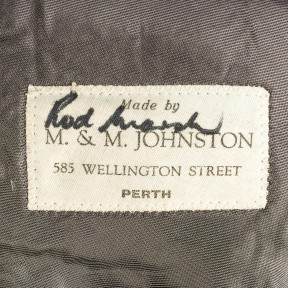 Made by
Rod Marsh
M. & M. JOHNSTON
585 WELLINGTON STREET
PERTH